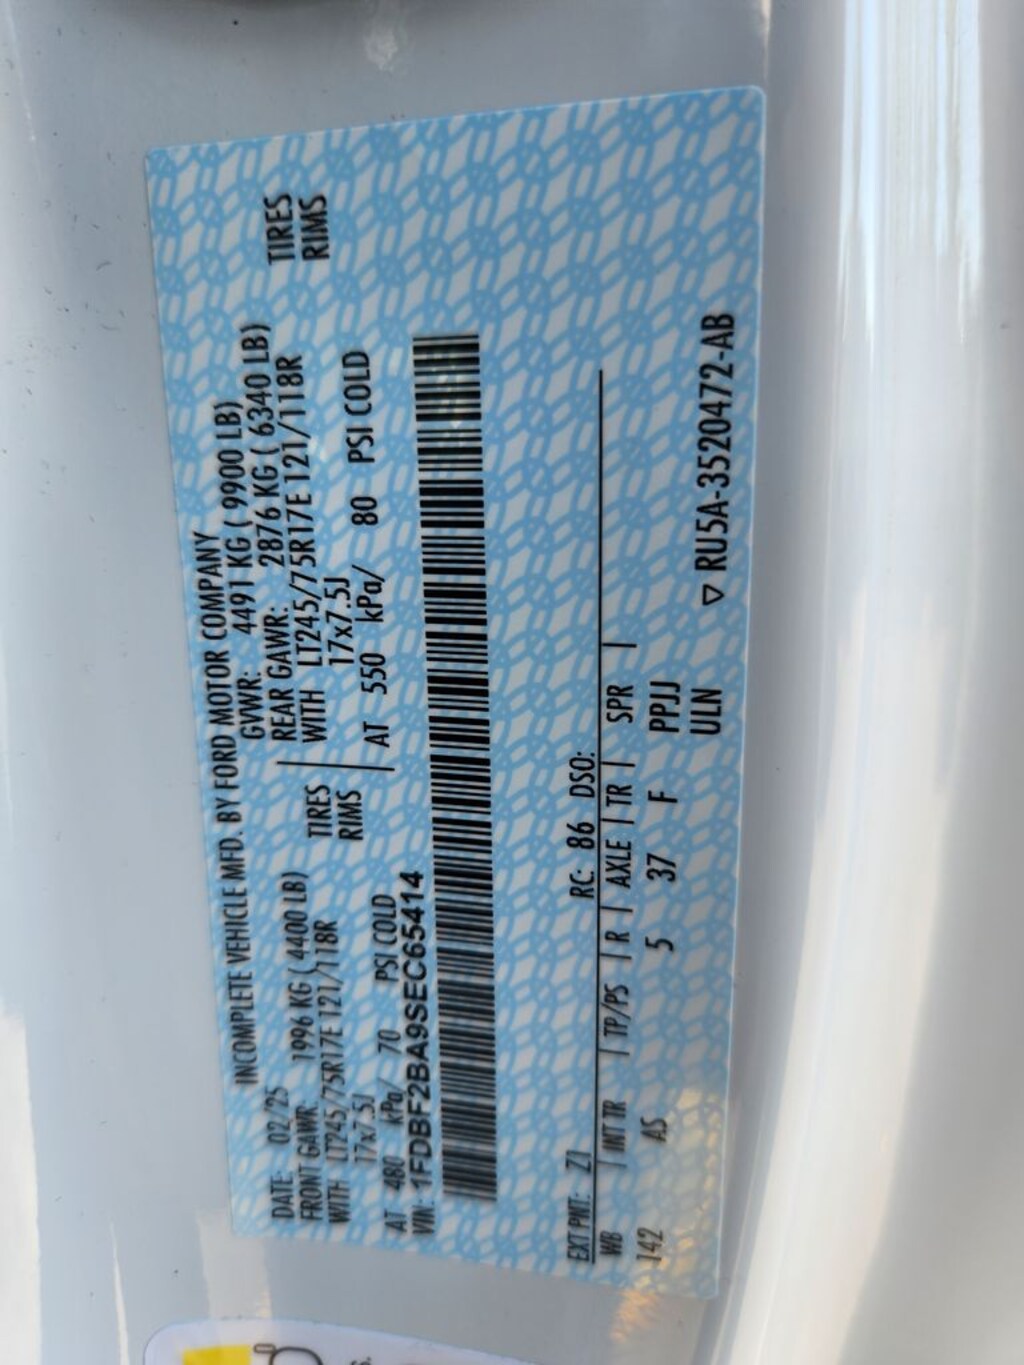 INCOMPLETE VEHICLE MFD. BY FORD MOTOR COMPANY
DATE: 02/25 GVWR: 4491 KG ( 9900 LB)
FRONT GAWR 1996 KG ( 4400 LB) REAR GAWR: 2876 KG ( 6340 LB)
WITH LT245/75R17E 121/118R TIRES WITH LT245/75R17E 121/118R TIRES
17x7.5J RIMS 17x7.5J RIMS
AT 480 kPa/ 70 PSI COLD AT 550 kPa/ 80 PSI COLD
VIN: 1FDBF2BA9SEC65414
EXT PNT: Z1 RC: 86 DSO:
WB | INT TR | TP/PS | R | AXLE | TR | SPR |
142 AS 5 37 F PPJJ
ULN
▽ RU5A-3520472-AB